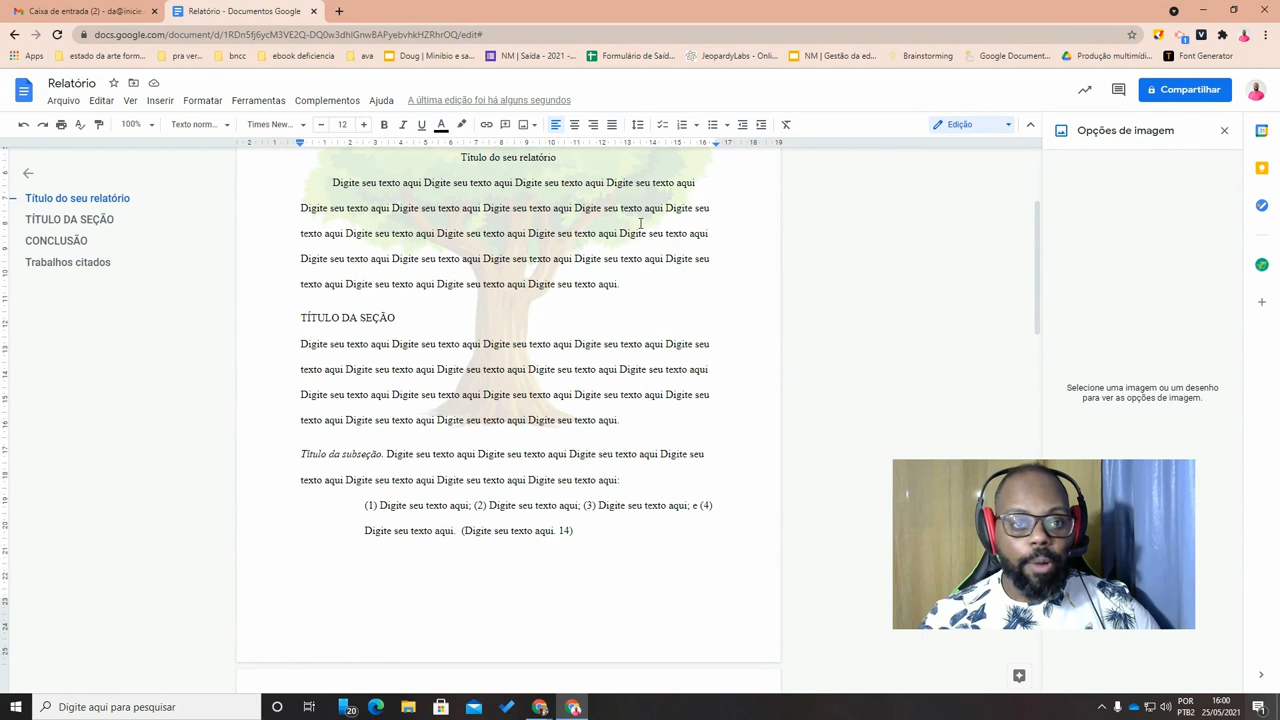 Caixa de entrada (2) - da@inicie
Relatório - Documentos Google
docs.google.com/document/d/1RDn5fj6ycM3VE2Q-DQ0w3dhIGnwBAPyebvhkHZRhrOQ/edit#
Apps
estado da arte forma
pra ver...
bncc
ebook deficiencia
ava
Doug | Minibio e sa
NM | Saída - 2021 -...
Formulário de Saíd
JeopardyLabs - Onl
NM | Gestão da ed
Programming
Google Document
Produção multimídi
Font Generator
Relatório
Arquivo Editar Ver Inserir Formatar Ferramentas Complementos Ajuda
A última edição foi há alguns segundos
Compartilhar
100% Texto norm... Times New... 12
Edição
Opções de imagem
Título do seu relatório
TÍTULO DA SEÇÃO
CONCLUSÃO
Trabalhos citados
Título do seu relatório
Digite seu texto aqui Digite seu texto aqui Digite seu texto aqui Digite seu texto aqui
Digite seu texto aqui Digite seu texto aqui Digite seu texto aqui Digite seu texto aqui Digite seu
texto aqui Digite seu texto aqui Digite seu texto aqui Digite seu texto aqui Digite seu texto aqui
Digite seu texto aqui Digite seu texto aqui Digite seu texto aqui Digite seu texto aqui Digite seu
texto aqui Digite seu texto aqui Digite seu texto aqui Digite seu texto aqui.
TÍTULO DA SEÇÃO
Digite seu texto aqui Digite seu texto aqui Digite seu texto aqui Digite seu texto aqui Digite seu
texto aqui Digite seu texto aqui Digite seu texto aqui Digite seu texto aqui Digite seu texto aqui
Digite seu texto aqui Digite seu texto aqui Digite seu texto aqui Digite seu texto aqui Digite seu
texto aqui Digite seu texto aqui Digite seu texto aqui Digite seu texto aqui.
Título da subseção. Digite seu texto aqui Digite seu texto aqui Digite seu texto aqui Digite seu
texto aqui Digite seu texto aqui Digite seu texto aqui Digite seu texto aqui:
(1) Digite seu texto aqui; (2) Digite seu texto aqui; (3) Digite seu texto aqui; e (4)
Digite seu texto aqui. (Digite seu texto aqui. 14)
Selecione uma imagem ou um desenho
para ver as opções de imagem.
Digite aqui para pesquisar
20
POR
PTB2
16:00
25/05/2021
1